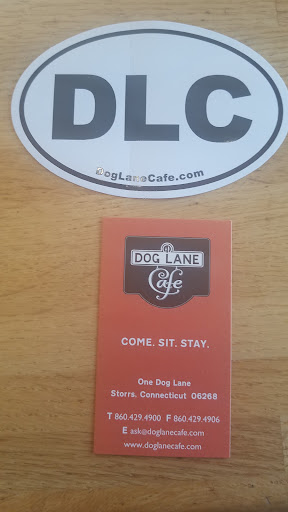 DLC
DogLaneCafe.com
DOG LANE
Cafe
COME. SIT. STAY.
One Dog Lane
Storrs, Connecticut 06268
T 860.429.4900 F 860.429.4906
E ask@doglanecafe.com
www.doglanecafe.com